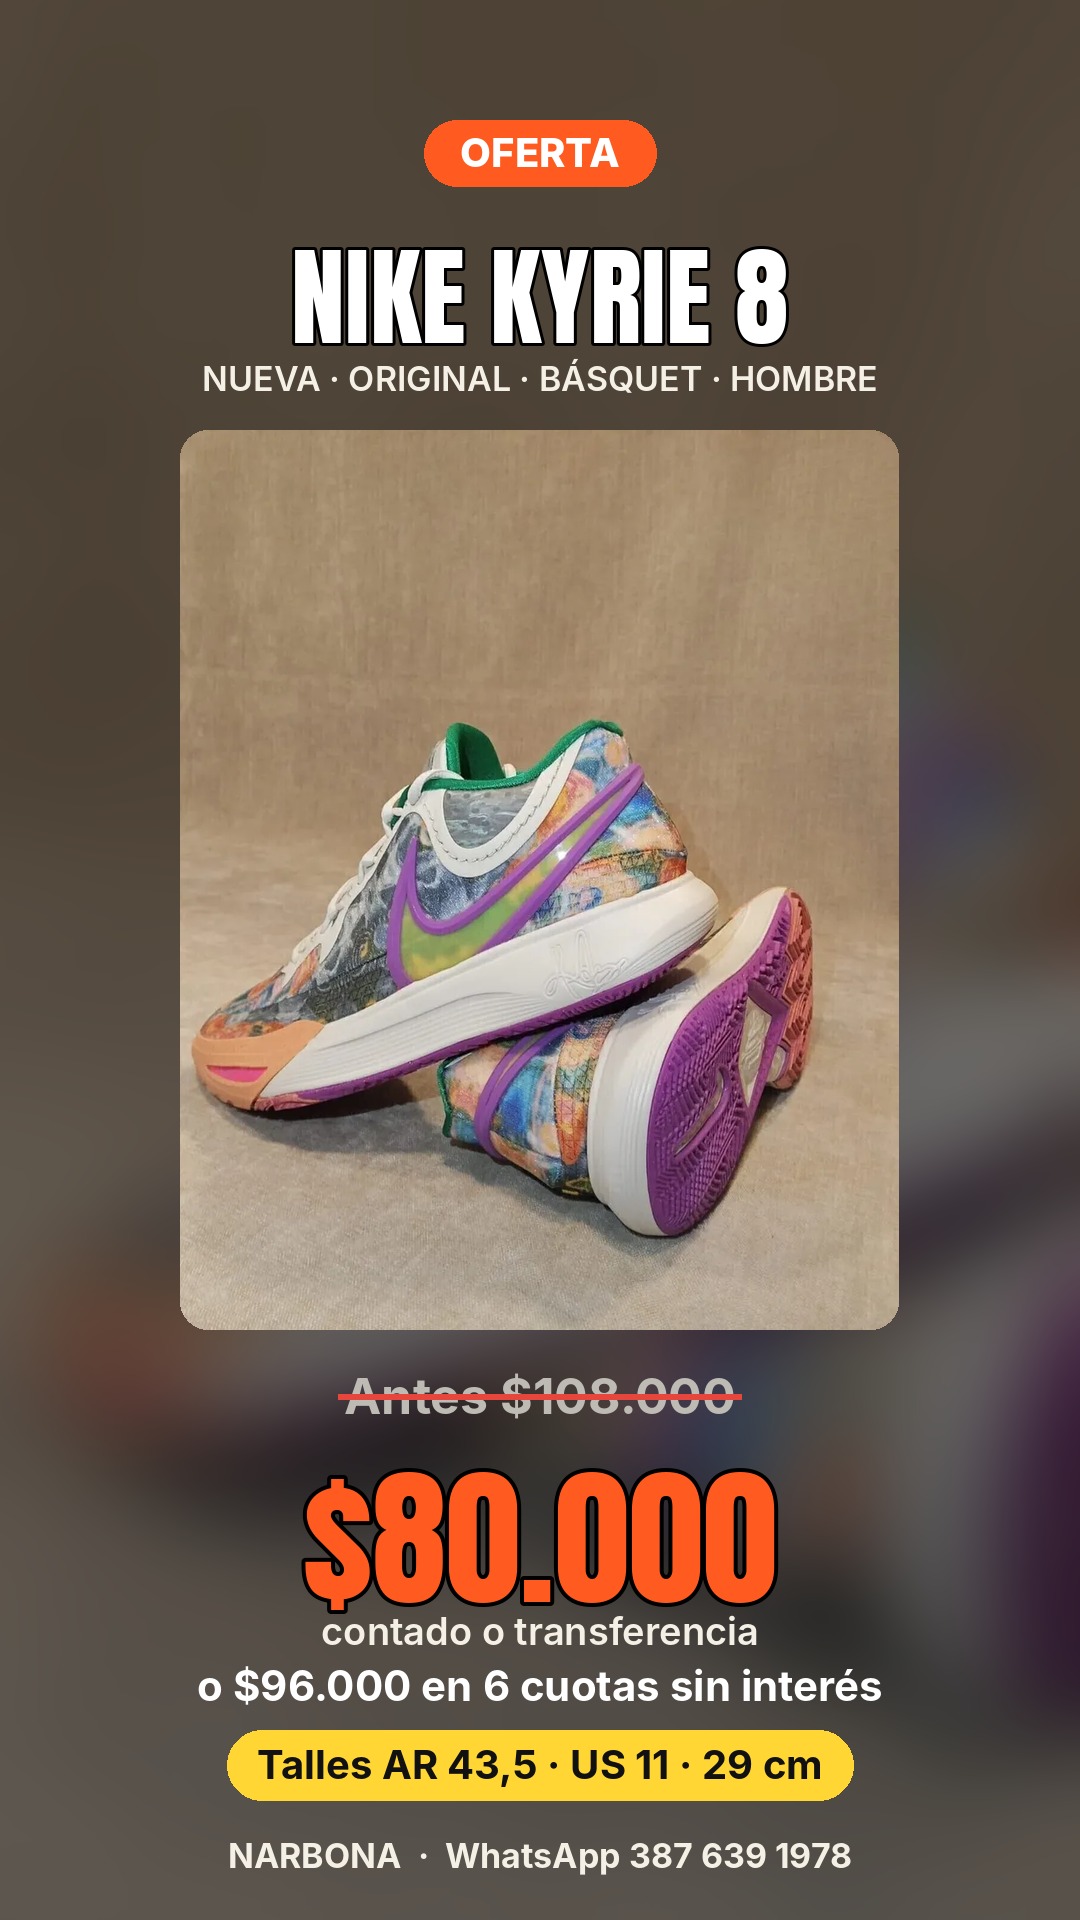 OFERTA
NIKE KYRIE 8
NUEVA · ORIGINAL · BÁSQUET · HOMBRE
Antes $108.000
$80.000
contado o transferencia
o $96.000 en 6 cuotas sin interés
Talles AR 43,5 · US 11 · 29 cm
NARBONA · WhatsApp 387 639 1978